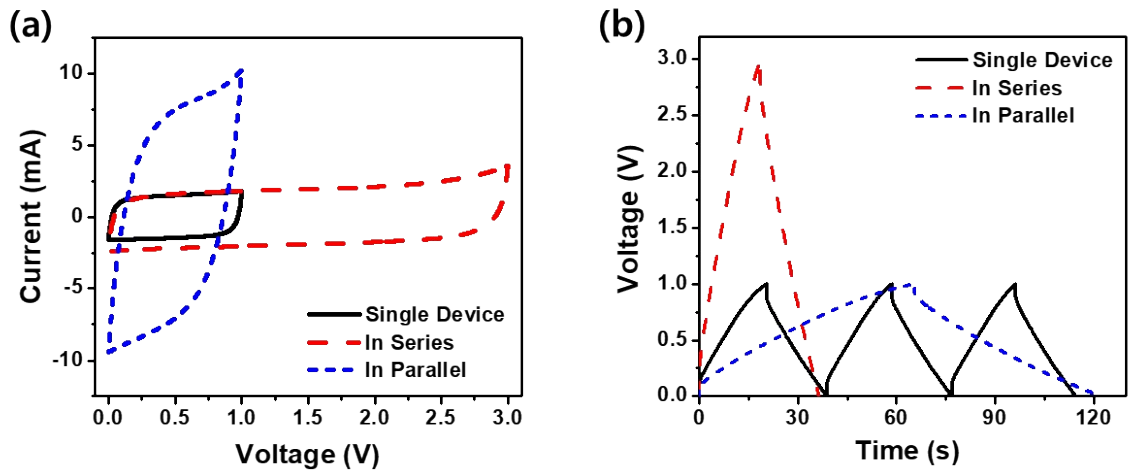 (a)
Current (mA)
10
5
0
-5
-10
Single Device
In Series
In Parallel
0.0 0.5 1.0 1.5 2.0 2.5 3.0
Voltage (V)
(b)
Voltage (V)
3.0
2.5
2.0
1.5
1.0
0.5
0.0
Single Device
In Series
In Parallel
0 30 60 90 120
Time (s)